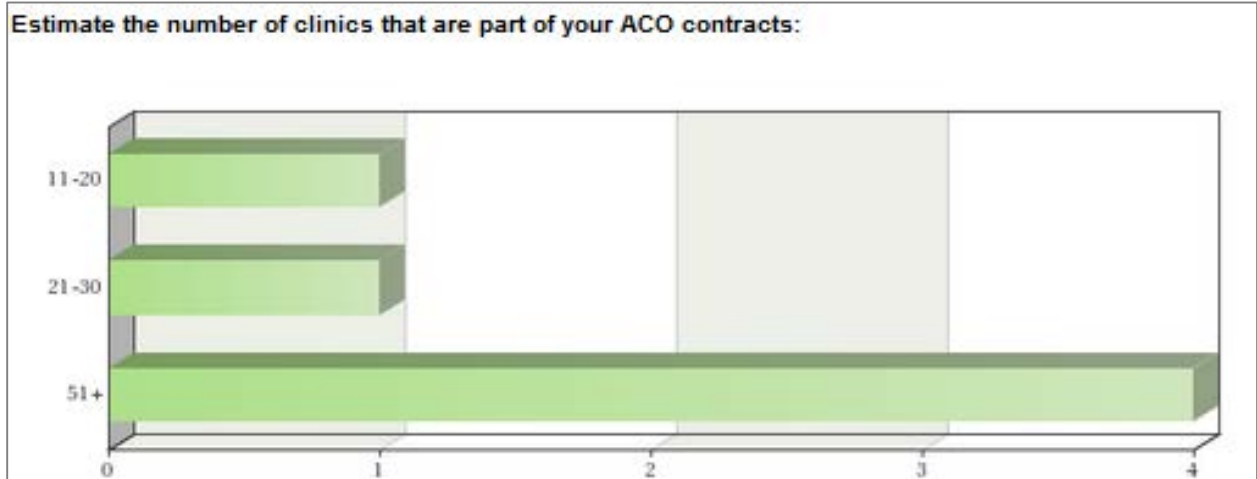 Estimate the number of clinics that are part of your ACO contracts:
11-20
21-30
51+
0 1 2 3 4